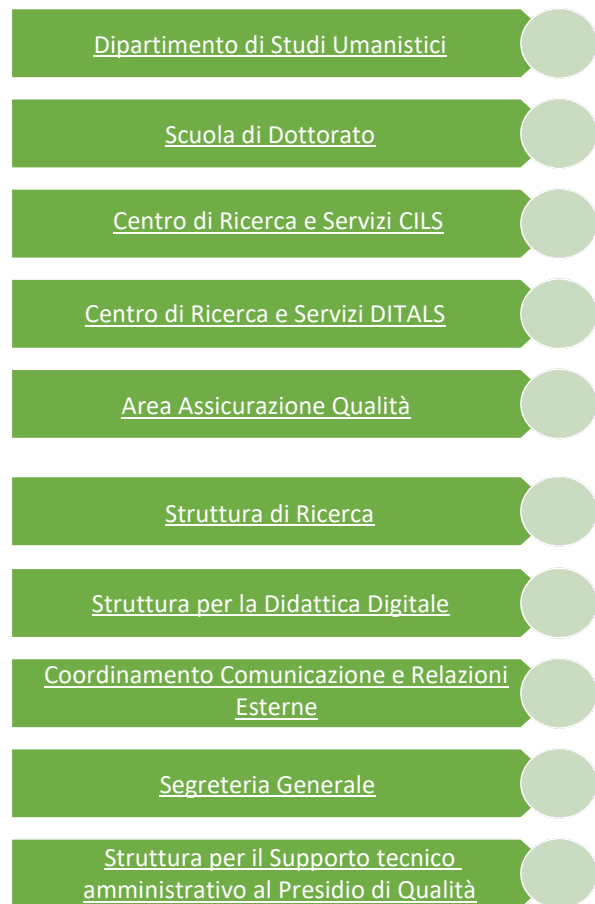 Dipartimento di Studi Umanistici
Scuola di Dottorato
Centro di Ricerca e Servizi CILS
Centro di Ricerca e Servizi DITALS
Area Assicurazione Qualità
Struttura di Ricerca
Struttura per la Didattica Digitale
Coordinamento Comunicazione e Relazioni
Esterne
Segreteria Generale
Struttura per il Supporto tecnico
amministrativo al Presidio di Qualità